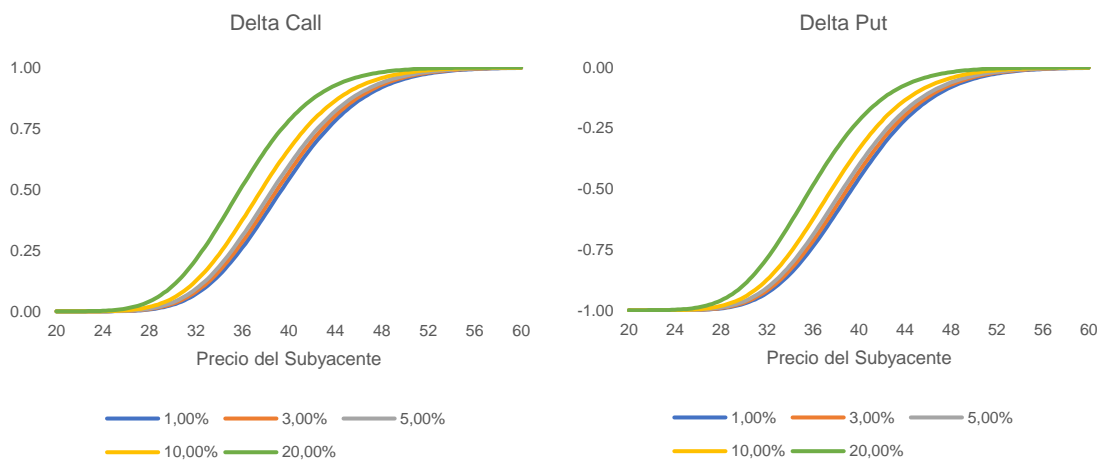 Delta Call
1.00
0.75
0.50
0.25
0.00
20 24 28 32 36 40 44 48 52 56 60
Precio del Subyacente
1,00% 3,00% 5,00%
10,00% 20,00%
Delta Put
0.00
-0.25
-0.50
-0.75
-1.00
20 24 28 32 36 40 44 48 52 56 60
Precio del Subyacente
1,00% 3,00% 5,00%
10,00% 20,00%